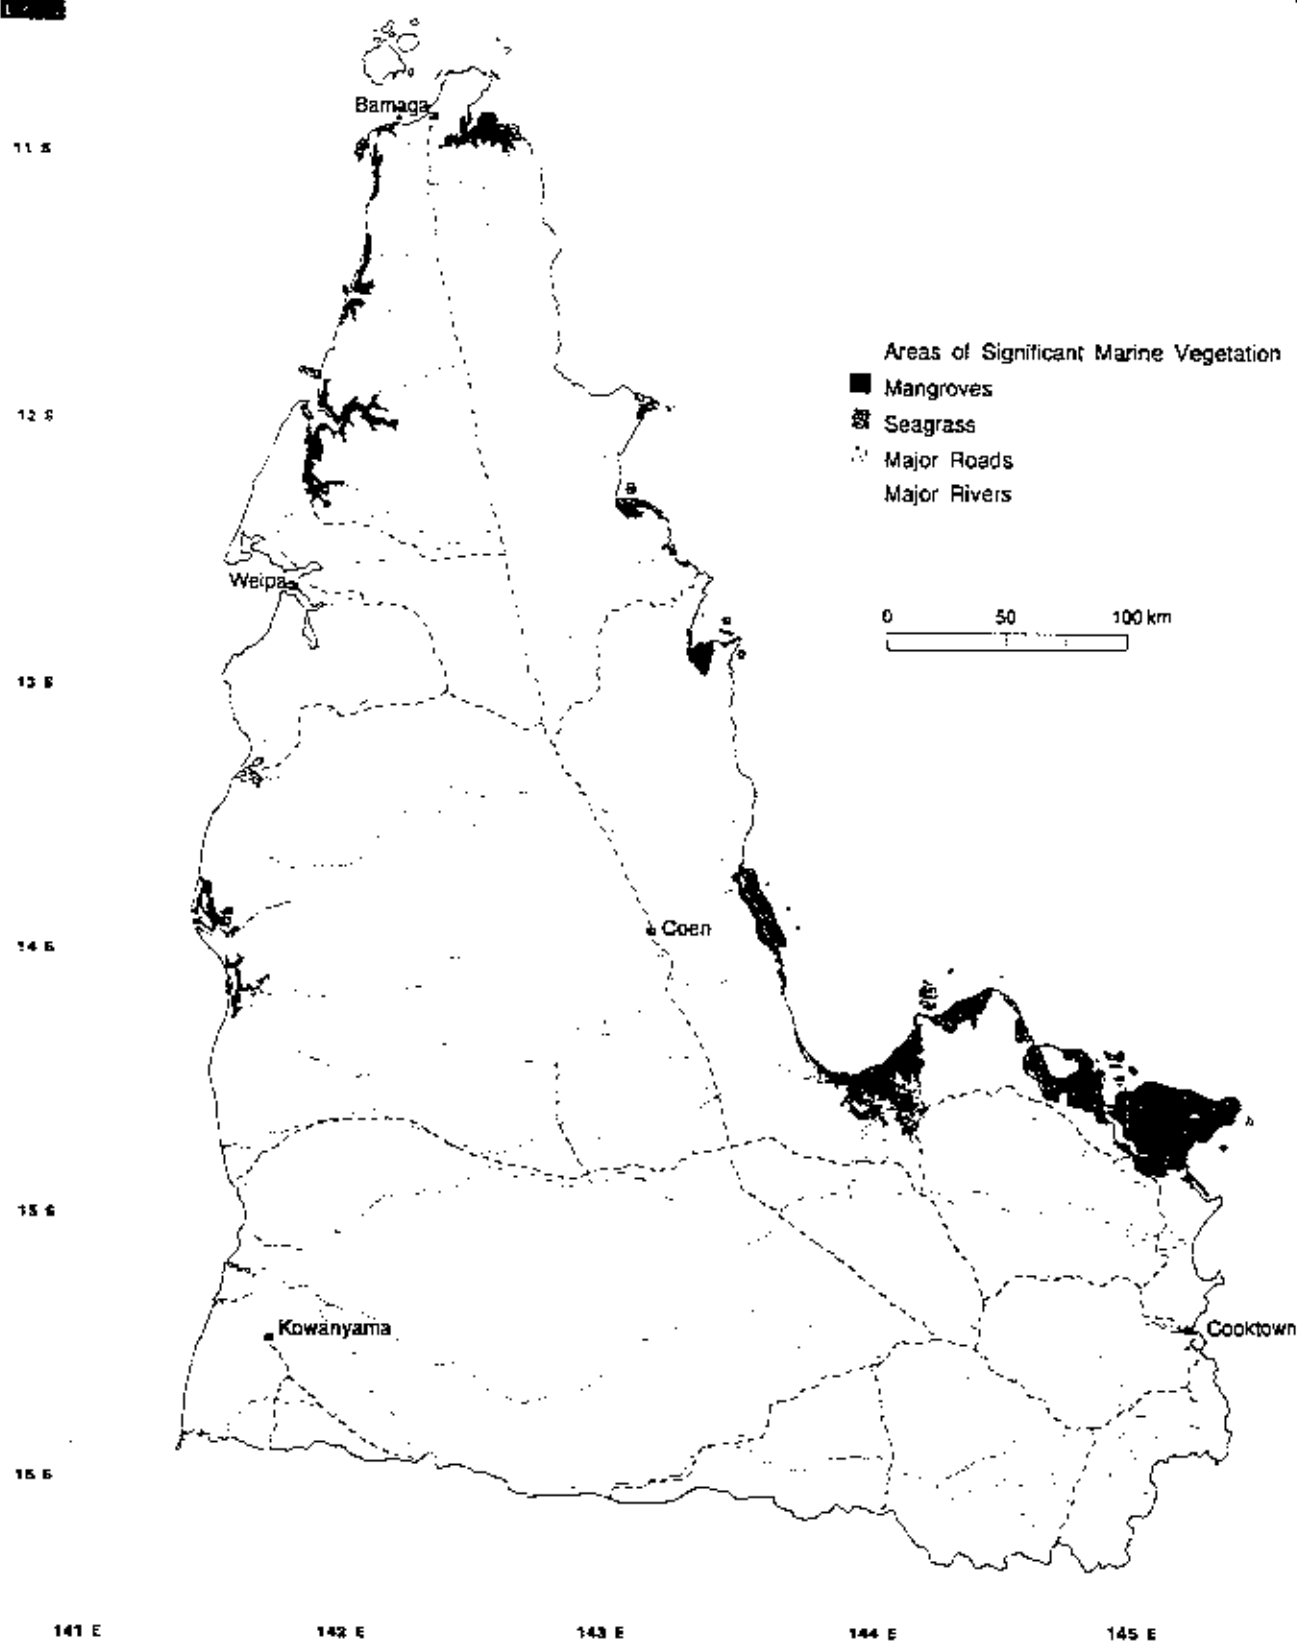 Bamaga
11 S
Areas of Significant Marine Vegetation
Mangroves
12 S
Seagrass
Major Roads
Major Rivers
Weipa
0 50 100 km
13 S
Coen
14 S
15 S
Kowanyama
Cooktown
16 S
141 E 142 E 143 E 144 E 145 E